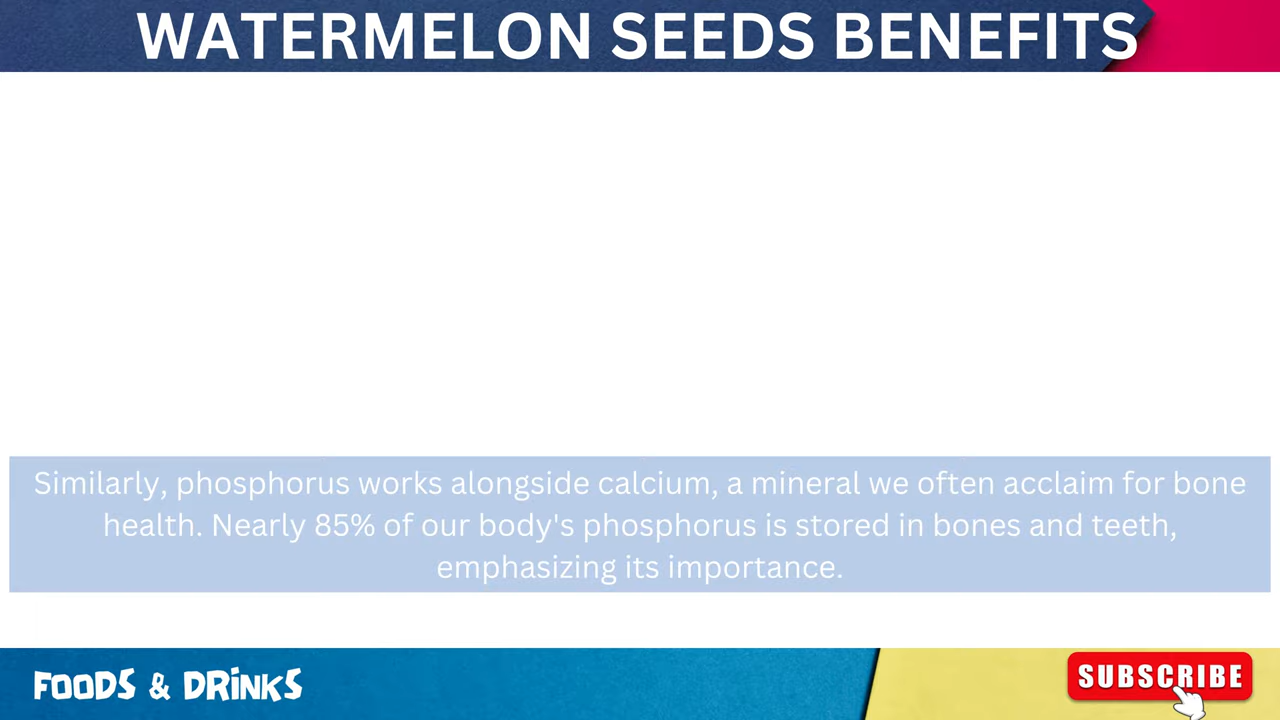 WATERMELON SEEDS BENEFITS
Similarly, phosphorus works alongside calcium, a mineral we often acclaim for bone
health. Nearly 85% of our body's phosphorus is stored in bones and teeth,
emphasizing its importance.
FOODS & DRiNKS
SUBSCRIBE